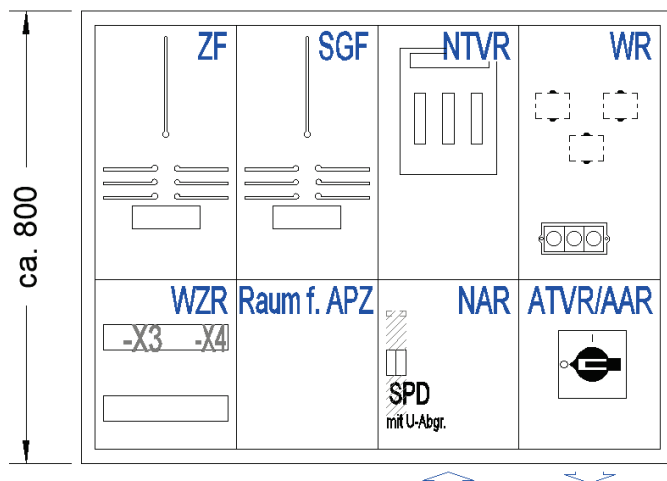 ZF SGF NTVR WR
ca. 800
WZR Raum f. APZ NAR ATVR/AAR
-X3 -X4
SPD
mit U-Abgr.